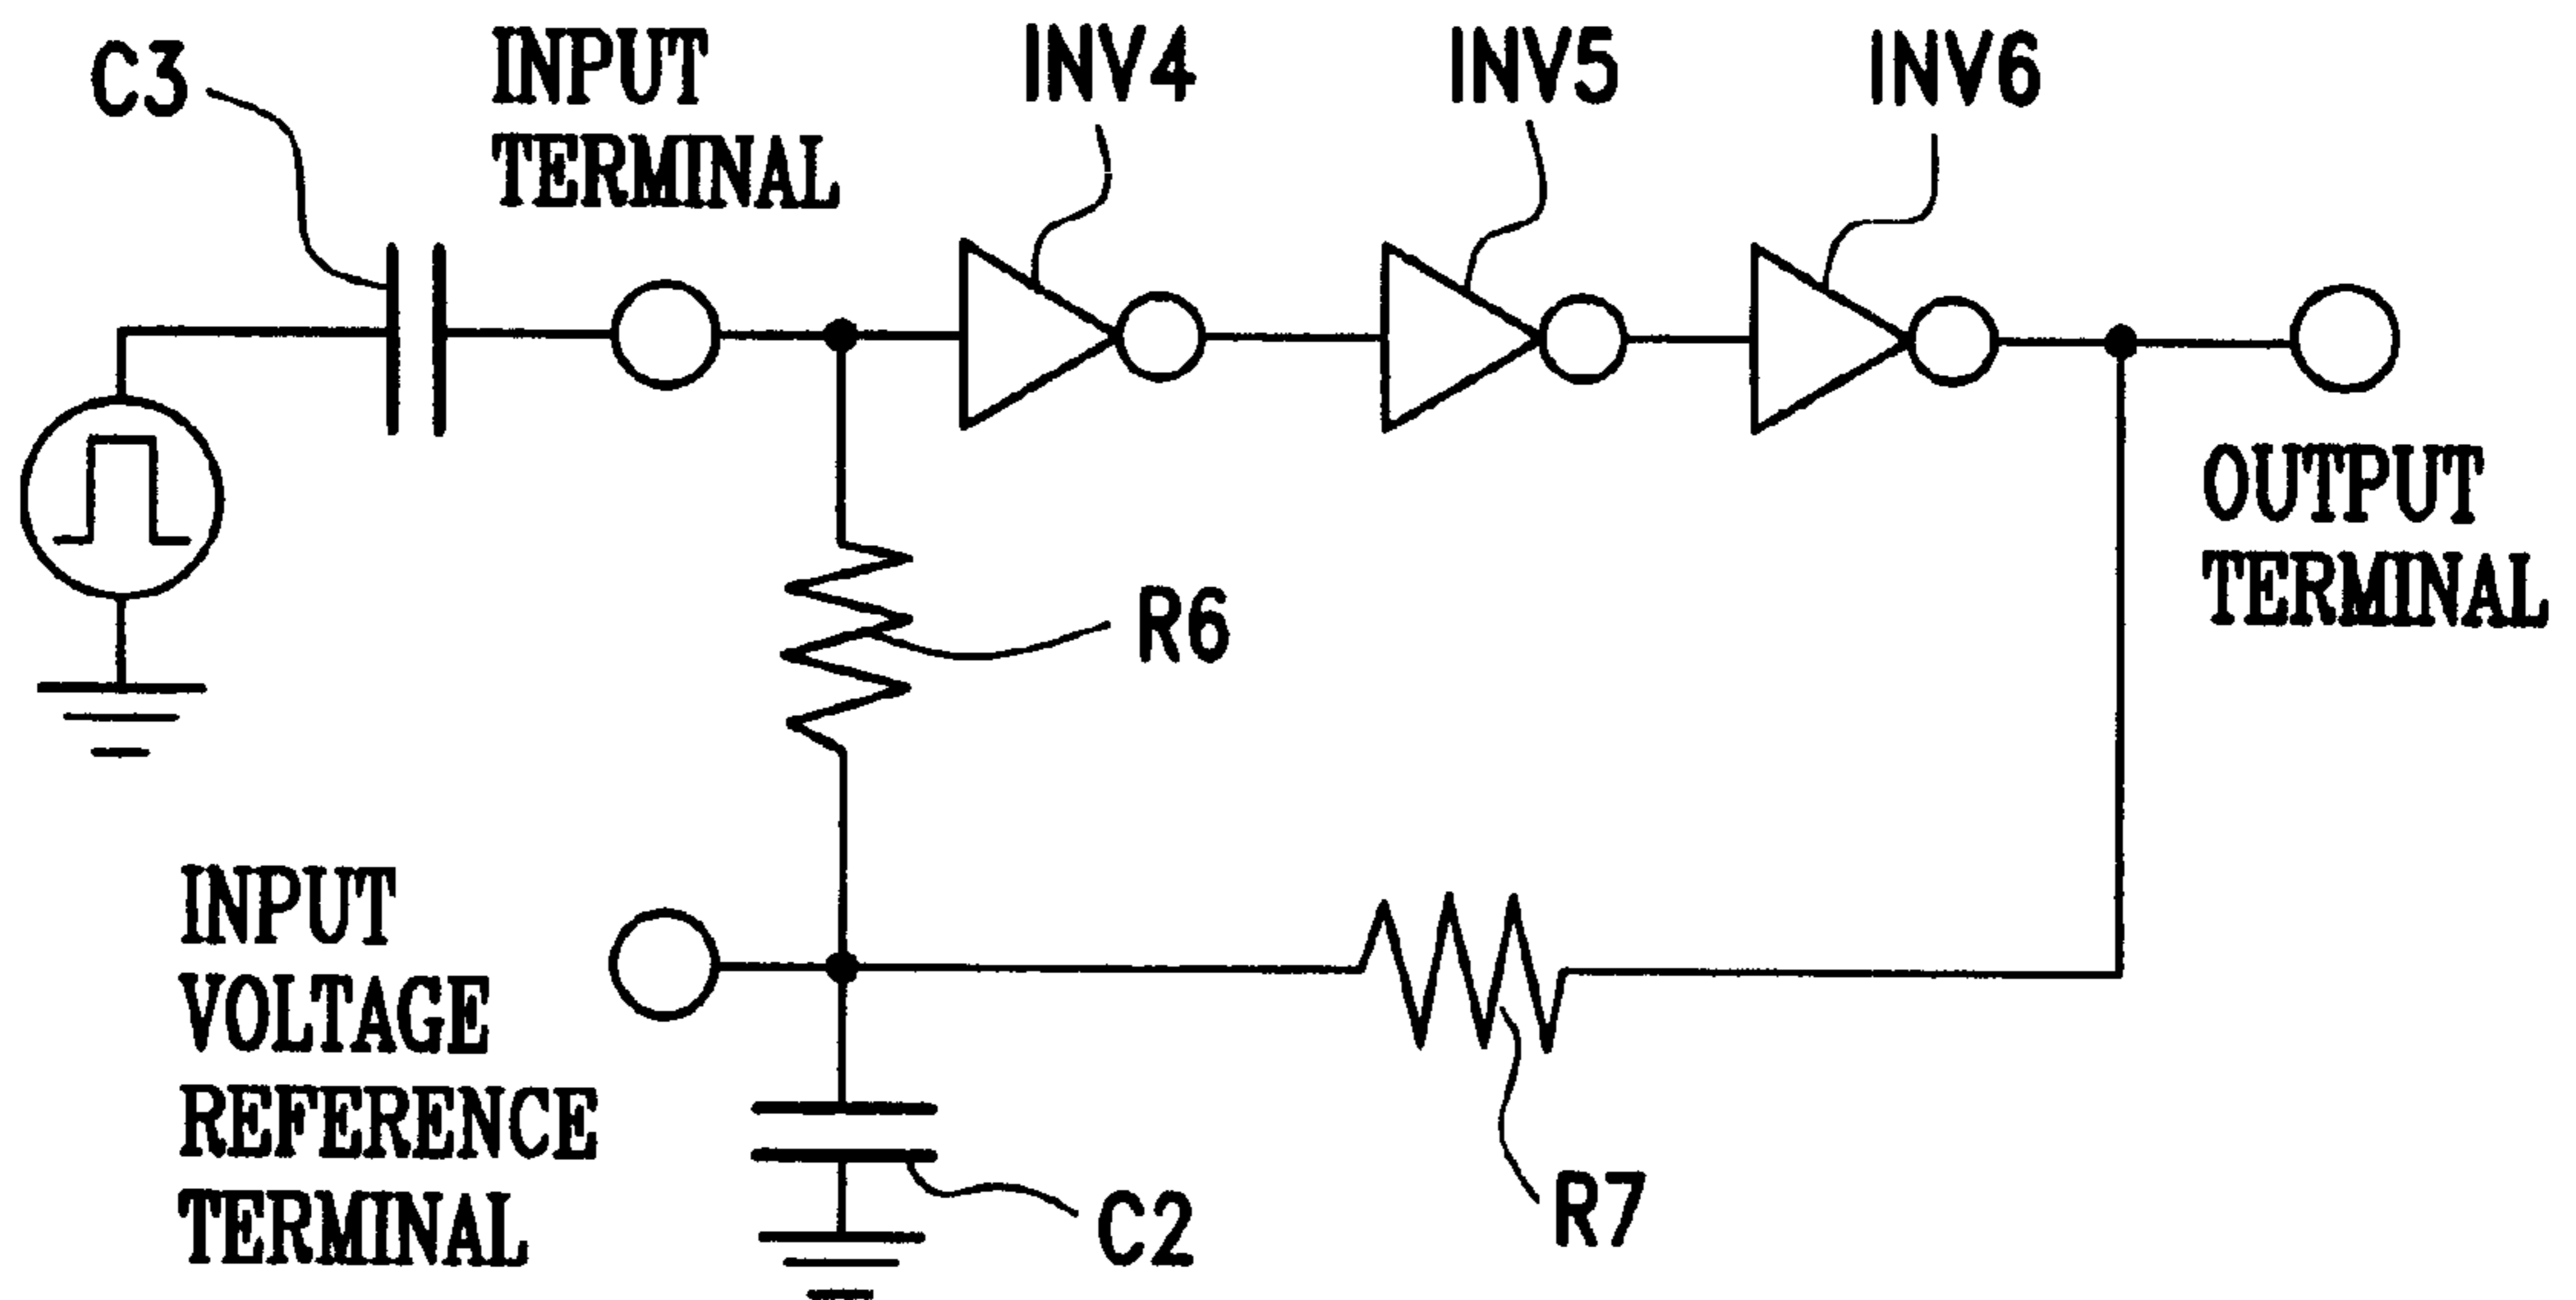 C3
INPUT
TERMINAL
INV4
INV5
INV6
OUTPUT
TERMINAL
R6
INPUT
VOLTAGE
REFERENCE
TERMINAL
C2
R7